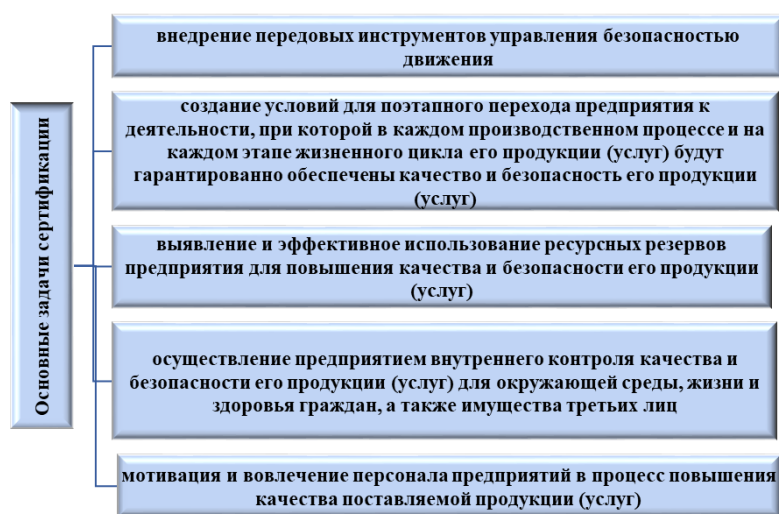 Основные задачи сертификации
внедрение передовых инструментов управления безопасностью
движения
создание условий для поэтапного перехода предприятия к
деятельности, при которой в каждом производственном процессе и на
каждом этапе жизненного цикла его продукции (услуг) будут
гарантированно обеспечены качество и безопасность его продукции
(услуг)
выявление и эффективное использование ресурсных резервов
предприятия для повышения качества и безопасности его продукции
(услуг)
осуществление предприятием внутреннего контроля качества и
безопасности его продукции (услуг) для окружающей среды, жизни и
здоровья граждан, а также имущества третьих лиц
мотивация и вовлечение персонала предприятий в процесс повышения
качества поставляемой продукции (услуг)